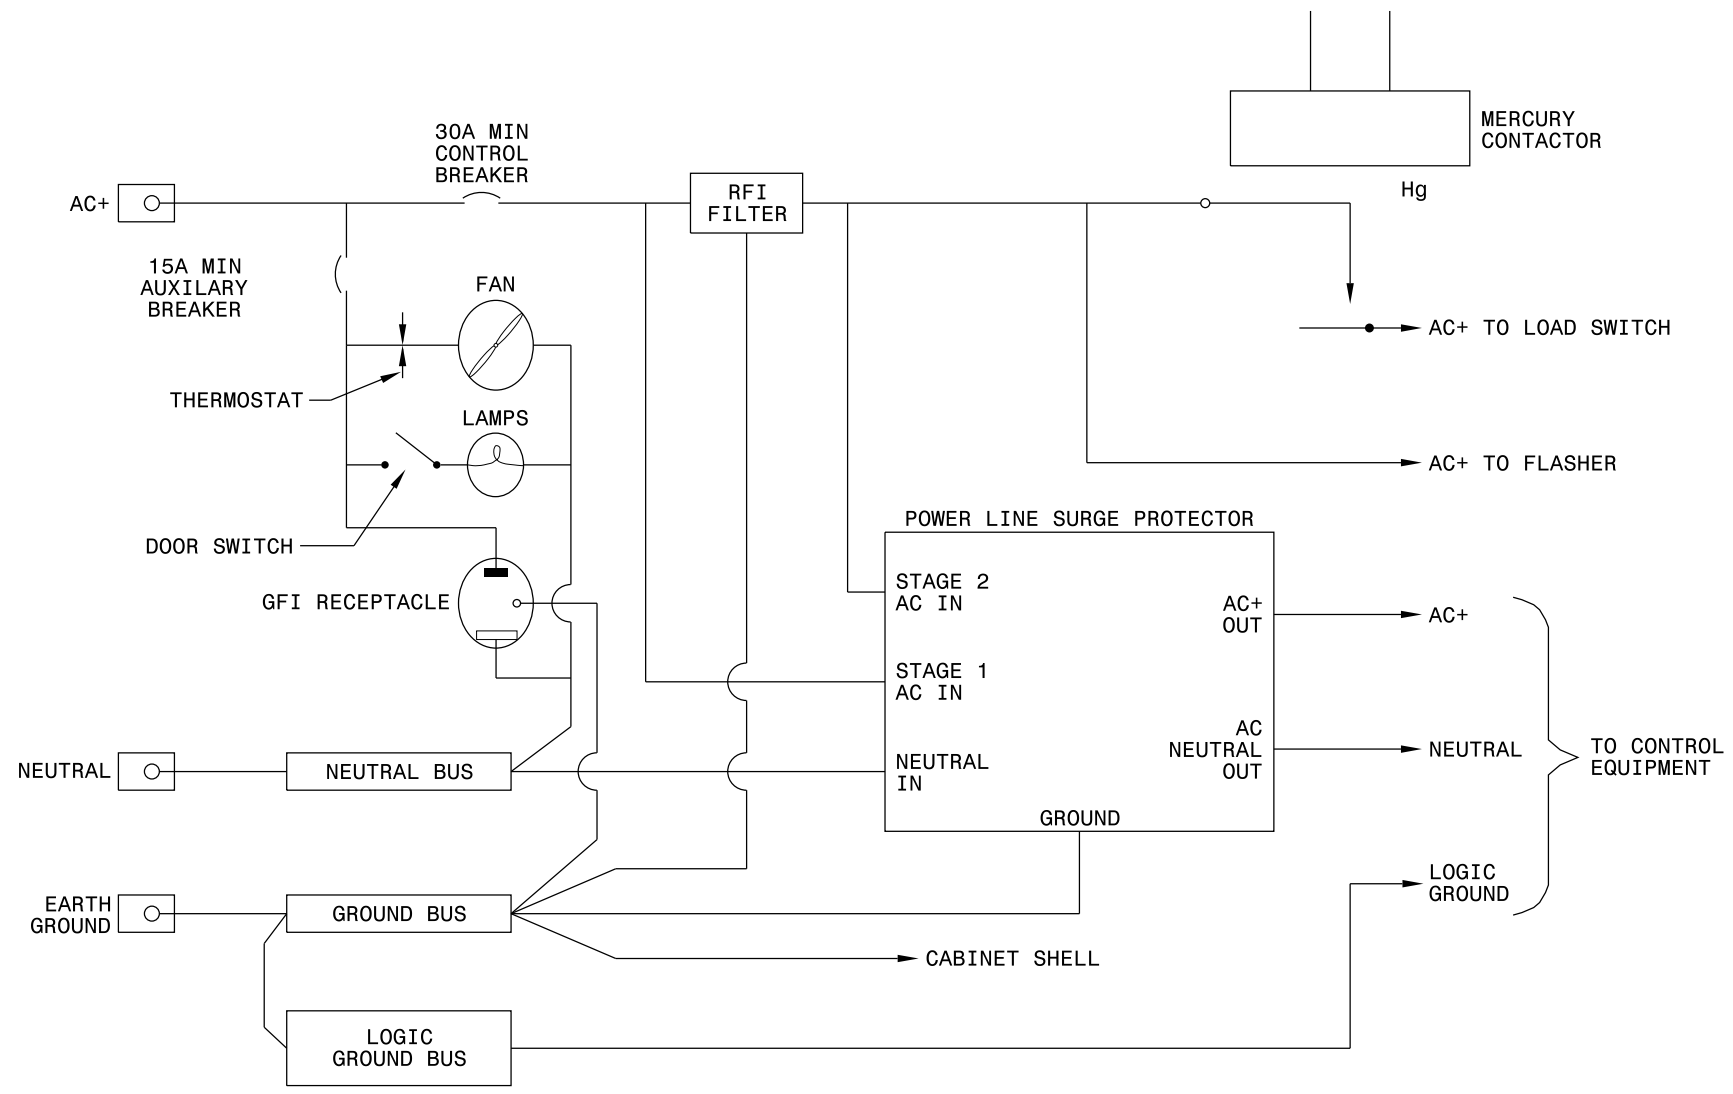 MERCURY
CONTACTOR
Hg
30A MIN
CONTROL
BREAKER
RFI
FILTER
AC+
15A MIN
AUXILARY
BREAKER
FAN
THERMOSTAT
LAMPS
DOOR SWITCH
GFI RECEPTACLE
AC+ TO LOAD SWITCH
AC+ TO FLASHER
POWER LINE SURGE PROTECTOR
STAGE 2
AC IN
STAGE 1
AC IN
NEUTRAL
IN
AC+
OUT
AC
NEUTRAL
OUT
GROUND
AC+
NEUTRAL
LOGIC
GROUND
TO CONTROL
EQUIPMENT
NEUTRAL
NEUTRAL BUS
EARTH
GROUND
GROUND BUS
CABINET SHELL
LOGIC
GROUND BUS